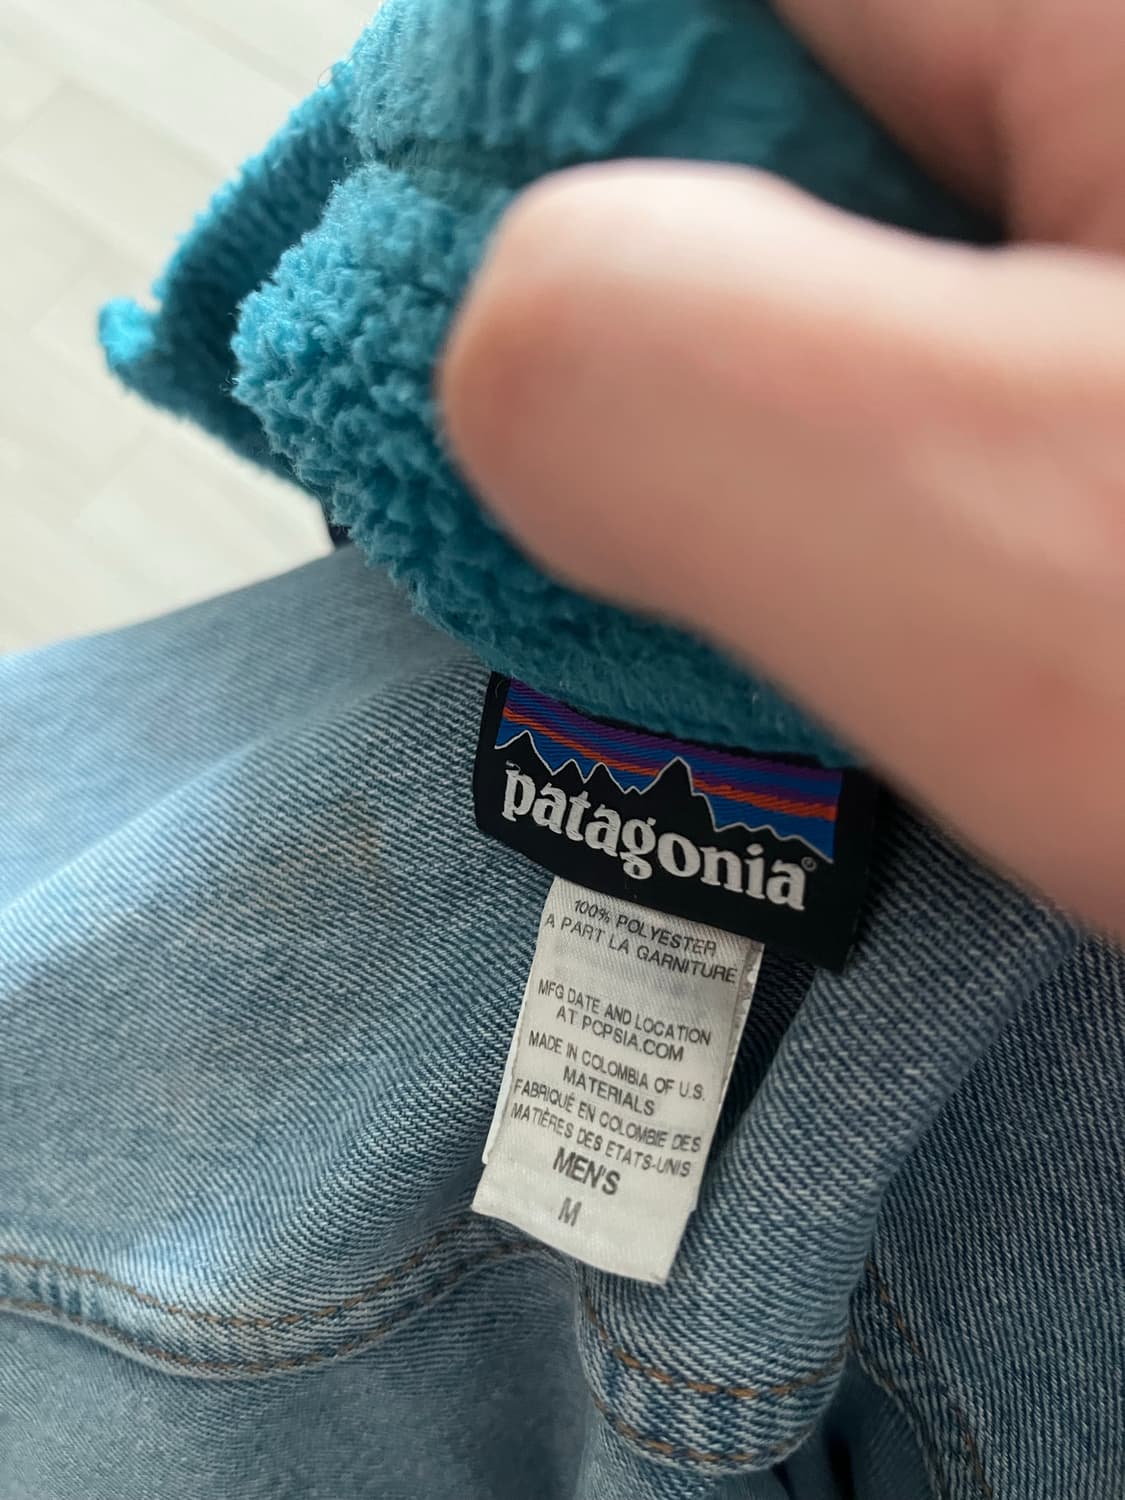 patagonia®
100% POLYESTER
A PART LA GARNITURE
MFG DATE AND LOCATION
AT PCPSIA.COM
MADE IN COLOMBIA OF U.S.
MATERIALS
FABRIQUÉ EN COLOMBIE DES
MATIÈRES DES ETATS-UNIS
MEN'S
M